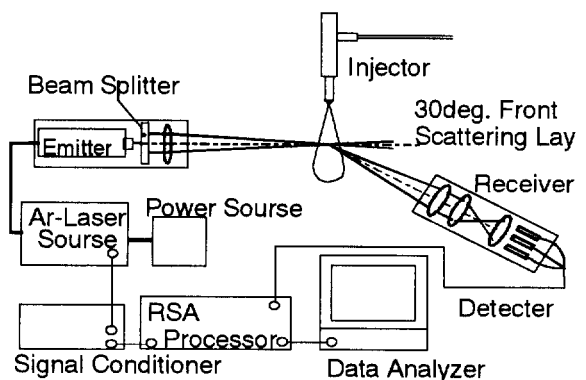 Injector
Beam Splitter
30deg. Front
Scattering Lay
Emitter
Receiver
Ar-Laser
Sourse
Power Sourse
RSA
Processor
Detecter
Signal Conditioner
Data Analyzer